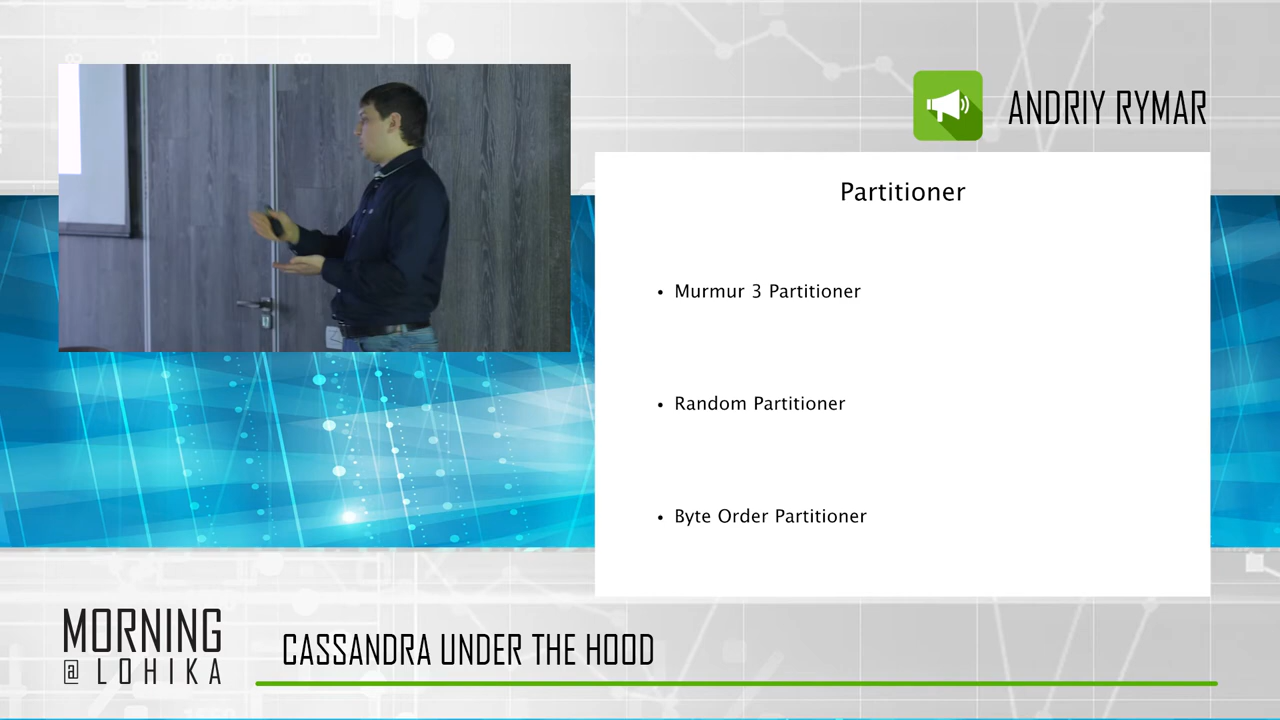 ANDRIY RYMAR
Partitioner
• Murmur 3 Partitioner
• Random Partitioner
• Byte Order Partitioner
MORNING
@ LOHIKA
CASSANDRA UNDER THE HOOD